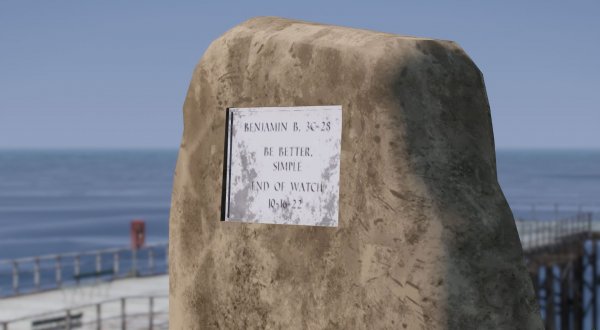 BENJAMIN B. 3C-28
BE BETTER.
SIMPLE
END OF WATCH
10-16-22